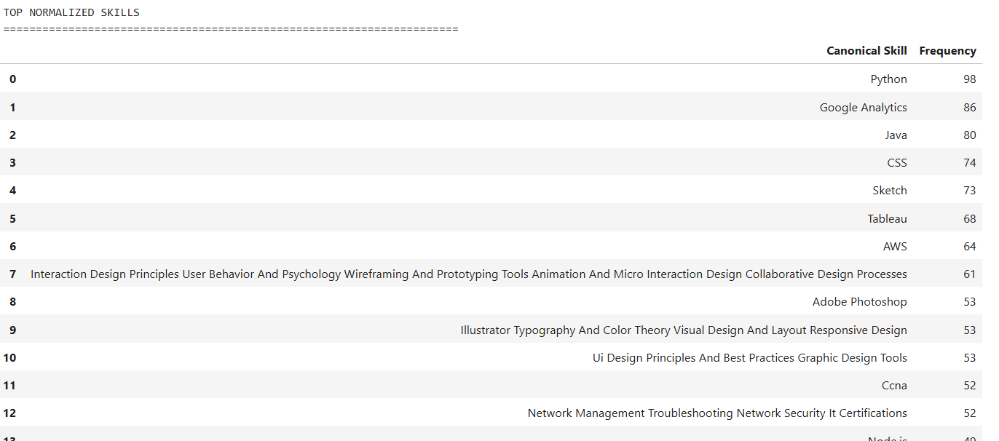 TOP NORMALIZED SKILLS
======================================================================
Canonical Skill Frequency
0 Python 98
1 Google Analytics 86
2 Java 80
3 CSS 74
4 Sketch 73
5 Tableau 68
6 AWS 64
7 Interaction Design Principles User Behavior And Psychology Wireframing And Prototyping Tools Animation And Micro Interaction Design Collaborative Design Processes 61
8 Adobe Photoshop 53
9 Illustrator Typography And Color Theory Visual Design And Layout Responsive Design 53
10 Ui Design Principles And Best Practices Graphic Design Tools 53
11 Ccna 52
12 Network Management Troubleshooting Network Security It Certifications 52
13 Node.js 49